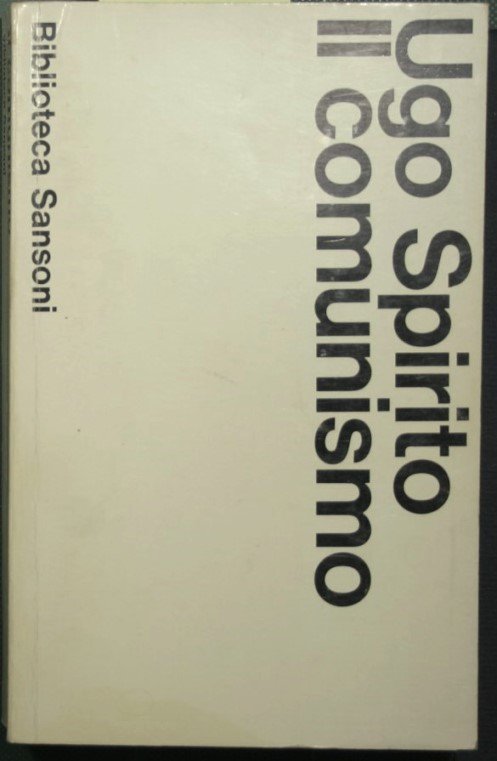 Ugo Spirito
Il comunismo
Biblioteca Sansoni